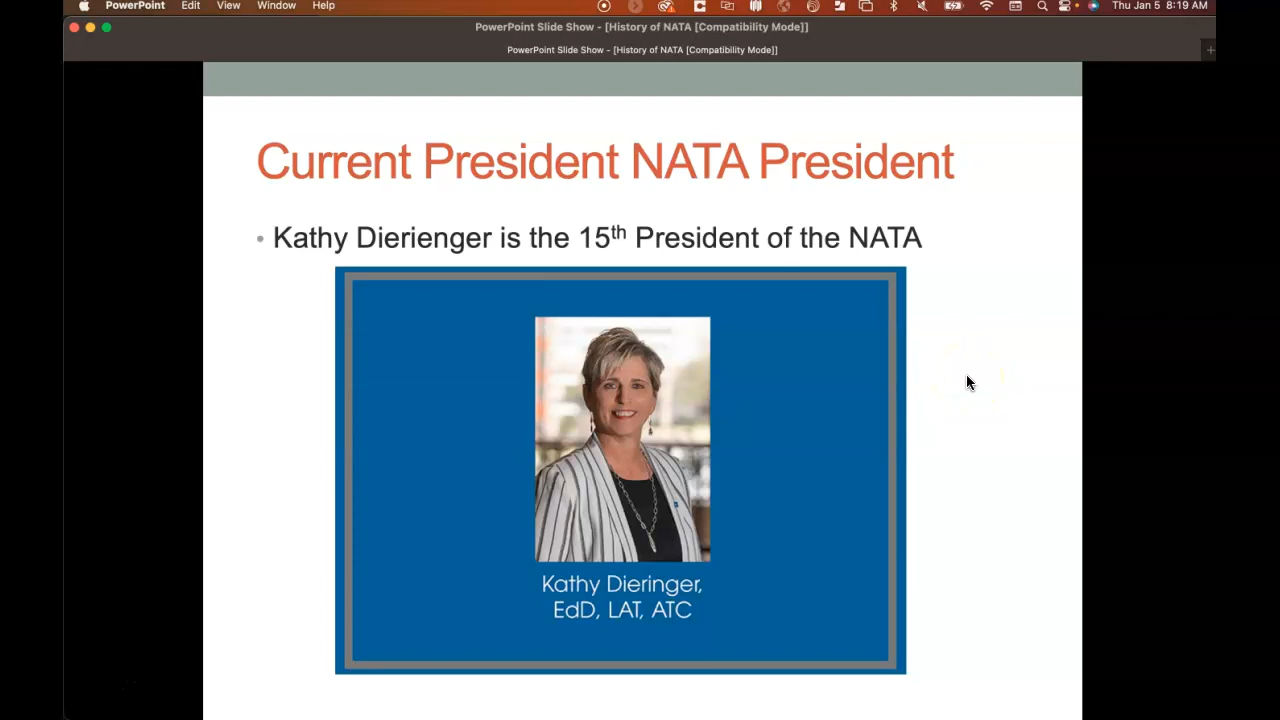 PowerPoint Edit View Window Help Thu Jan 5 8:19 AM
PowerPoint Slide Show - [History of NATA [Compatibility Mode]]
PowerPoint Slide Show - [History of NATA [Compatibility Mode]]
Current President NATA President
• Kathy Dierienger is the 15th President of the NATA
Kathy Dieringer,
EdD, LAT, ATC